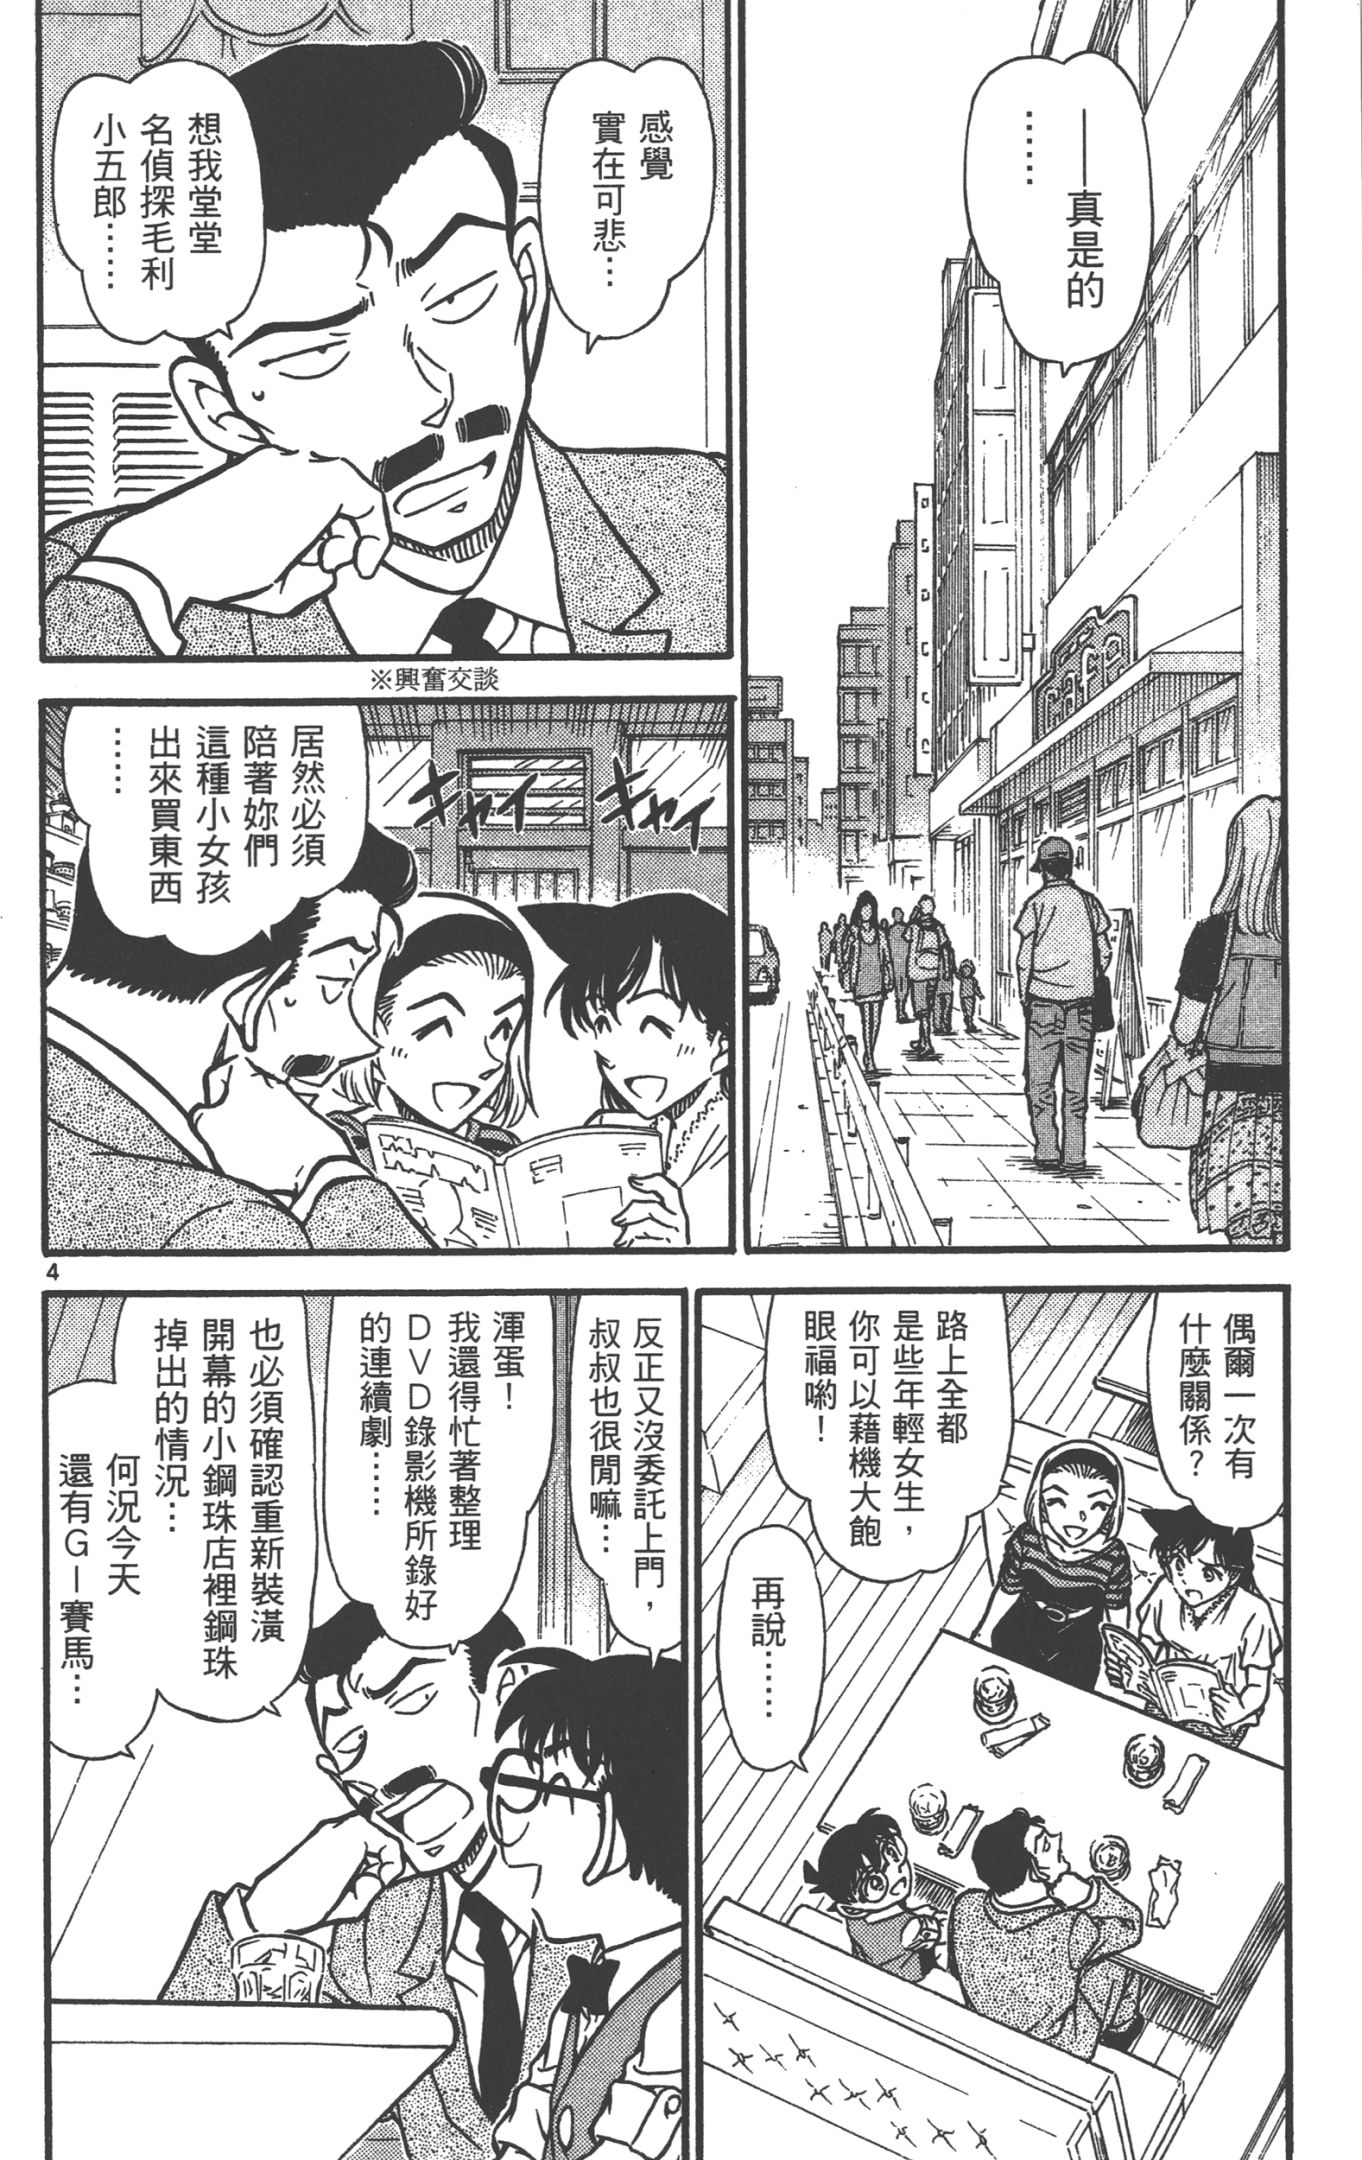 ——真是的
……
Cafe
感覺
實在可悲…
想我堂堂
名偵探毛利
小五郎……
※興奮交談
キャイ
キャイ
居然必須
陪著妳們
這種小女孩
出來買東西
……
4
偶爾一次有
什麼關係?
路上全都
是些年輕女生，
你可以藉機大飽
眼福喲!
再說……
反正又沒委託上門，
叔叔也很閒嘛…
渾蛋!
我還得忙著整理
DVD錄影機所錄好
的連續劇……
也必須確認重新裝潢
開幕的小鋼珠店裡鋼珠
掉出的情況…
何況今天
還有GI賽馬…